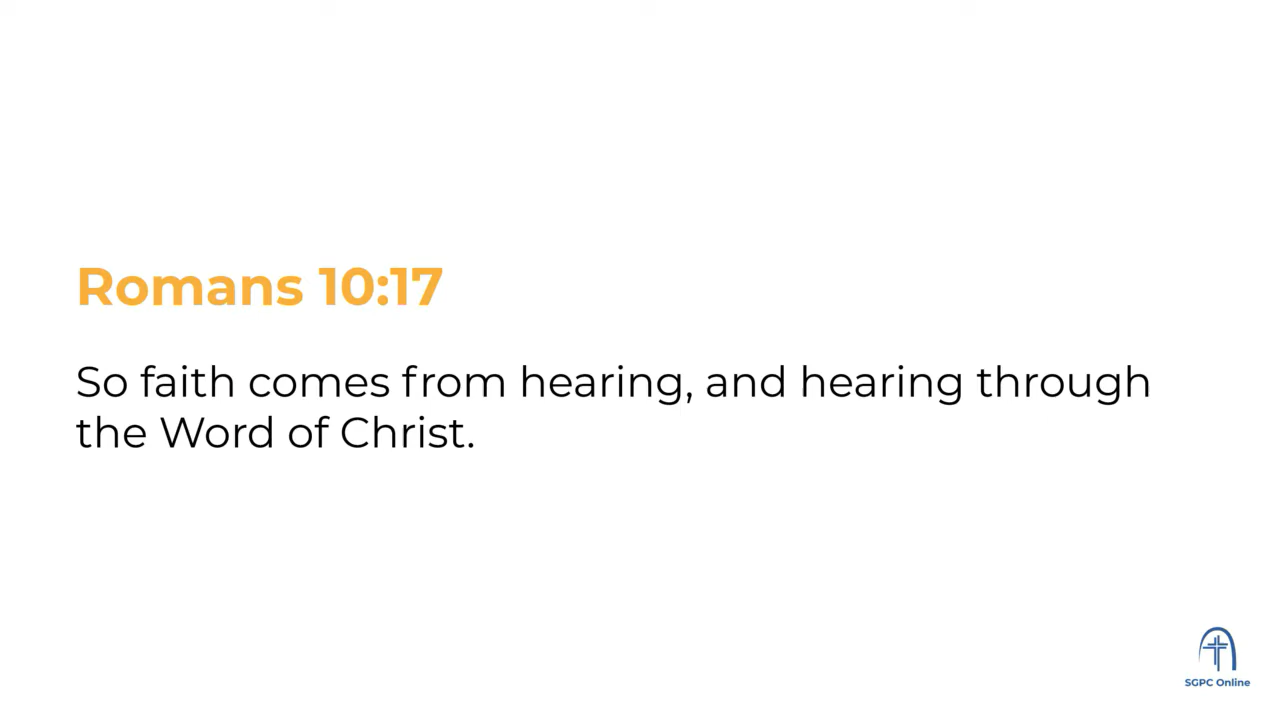 Romans 10:17
So faith comes from hearing, and hearing through
the Word of Christ.
SGPC Online